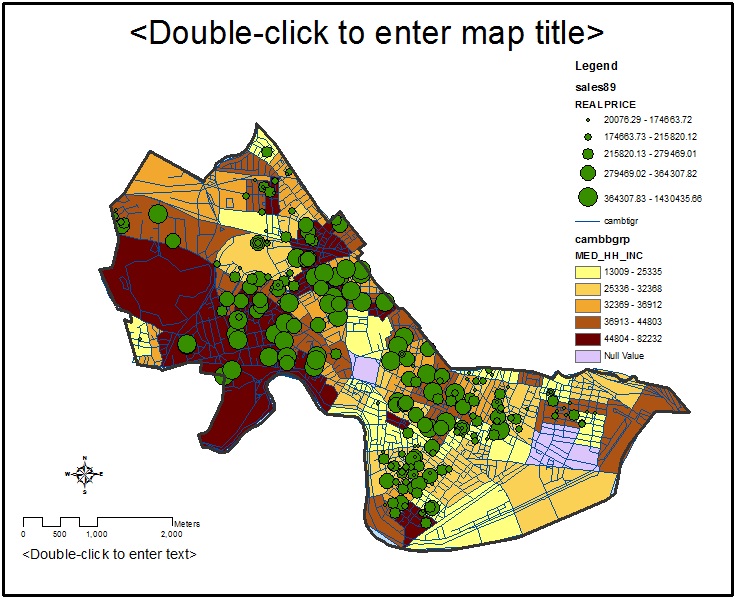 <Double-click to enter map title>
Legend
sales89
REALPRICE
20076.29 - 174663.72
174663.73 - 215820.12
215820.13 - 279469.01
279469.02 - 364307.82
364307.83 - 1430435.66
cambtigr
cambbgrp
MED_HH_INC
13009 - 25335
25336 - 32368
32369 - 36912
36913 - 44803
44804 - 82232
Null Value
N
W E
S
Meters
0 500 1,000 2,000
<Double-click to enter text>